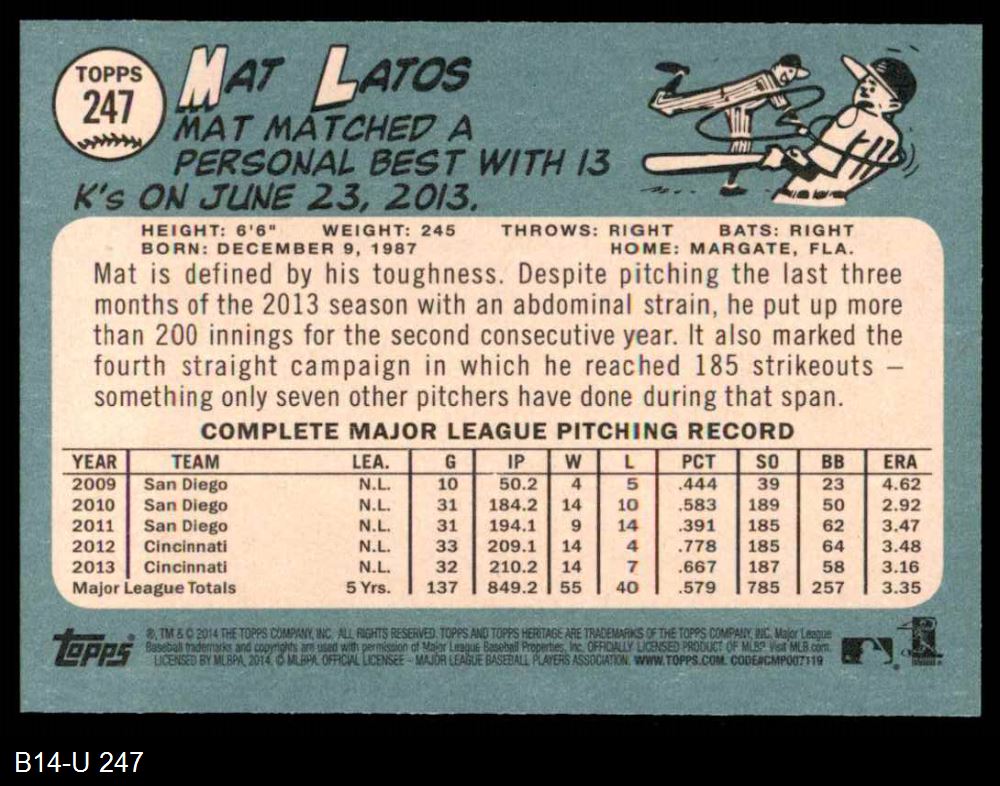 TOPPS
247
MAT LATOS
MAT MATCHED A
PERSONAL BEST WITH 13
K's ON JUNE 23, 2013.
HEIGHT: 6'6" WEIGHT: 245 THROWS: RIGHT BATS: RIGHT
BORN: DECEMBER 9, 1987 HOME: MARGATE, FLA.
Mat is defined by his toughness. Despite pitching the last three
months of the 2013 season with an abdominal strain, he put up more
than 200 innings for the second consecutive year. It also marked the
fourth straight campaign in which he reached 185 strikeouts –
something only seven other pitchers have done during that span.
COMPLETE MAJOR LEAGUE PITCHING RECORD
YEAR TEAM LEA. G IP W L PCT SO BB ERA
2009 San Diego N.L. 10 50.2 4 5 .444 39 23 4.62
2010 San Diego N.L. 31 184.2 14 10 .583 189 50 2.92
2011 San Diego N.L. 31 194.1 9 14 .391 185 62 3.47
2012 Cincinnati N.L. 33 209.1 14 4 .778 185 64 3.48
2013 Cincinnati N.L. 32 210.2 14 7 .667 187 58 3.16
Major League Totals 5 Yrs. 137 849.2 55 40 .579 785 257 3.35
Topps
®, TM & © 2014 THE TOPPS COMPANY, INC. ALL RIGHTS RESERVED. TOPPS AND TOPPS HERITAGE ARE TRADEMARKS OF THE TOPPS COMPANY, INC. Major League
Baseball trademarks and copyrights are used with permission of Major League Baseball Properties, Inc. OFFICIALLY LICENSED PRODUCT OF MLBP Visit MLB.com.
LICENSED BY MLBPA, 2014. © MLBPA. OFFICIAL LICENSEE – MAJOR LEAGUE BASEBALL PLAYERS ASSOCIATION. WWW.TOPPS.COM. CODE#CMP007119
B14-U 247